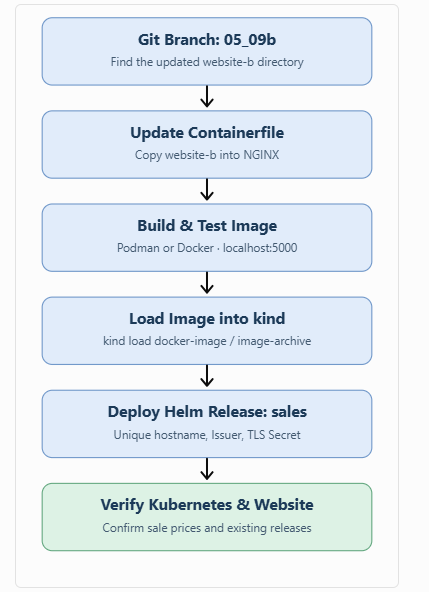 Git Branch: 05_09b
Find the updated website-b directory
Update Containerfile
Copy website-b into NGINX
Build & Test Image
Podman or Docker · localhost:5000
Load Image into kind
kind load docker-image / image-archive
Deploy Helm Release: sales
Unique hostname, Issuer, TLS Secret
Verify Kubernetes & Website
Confirm sale prices and existing releases